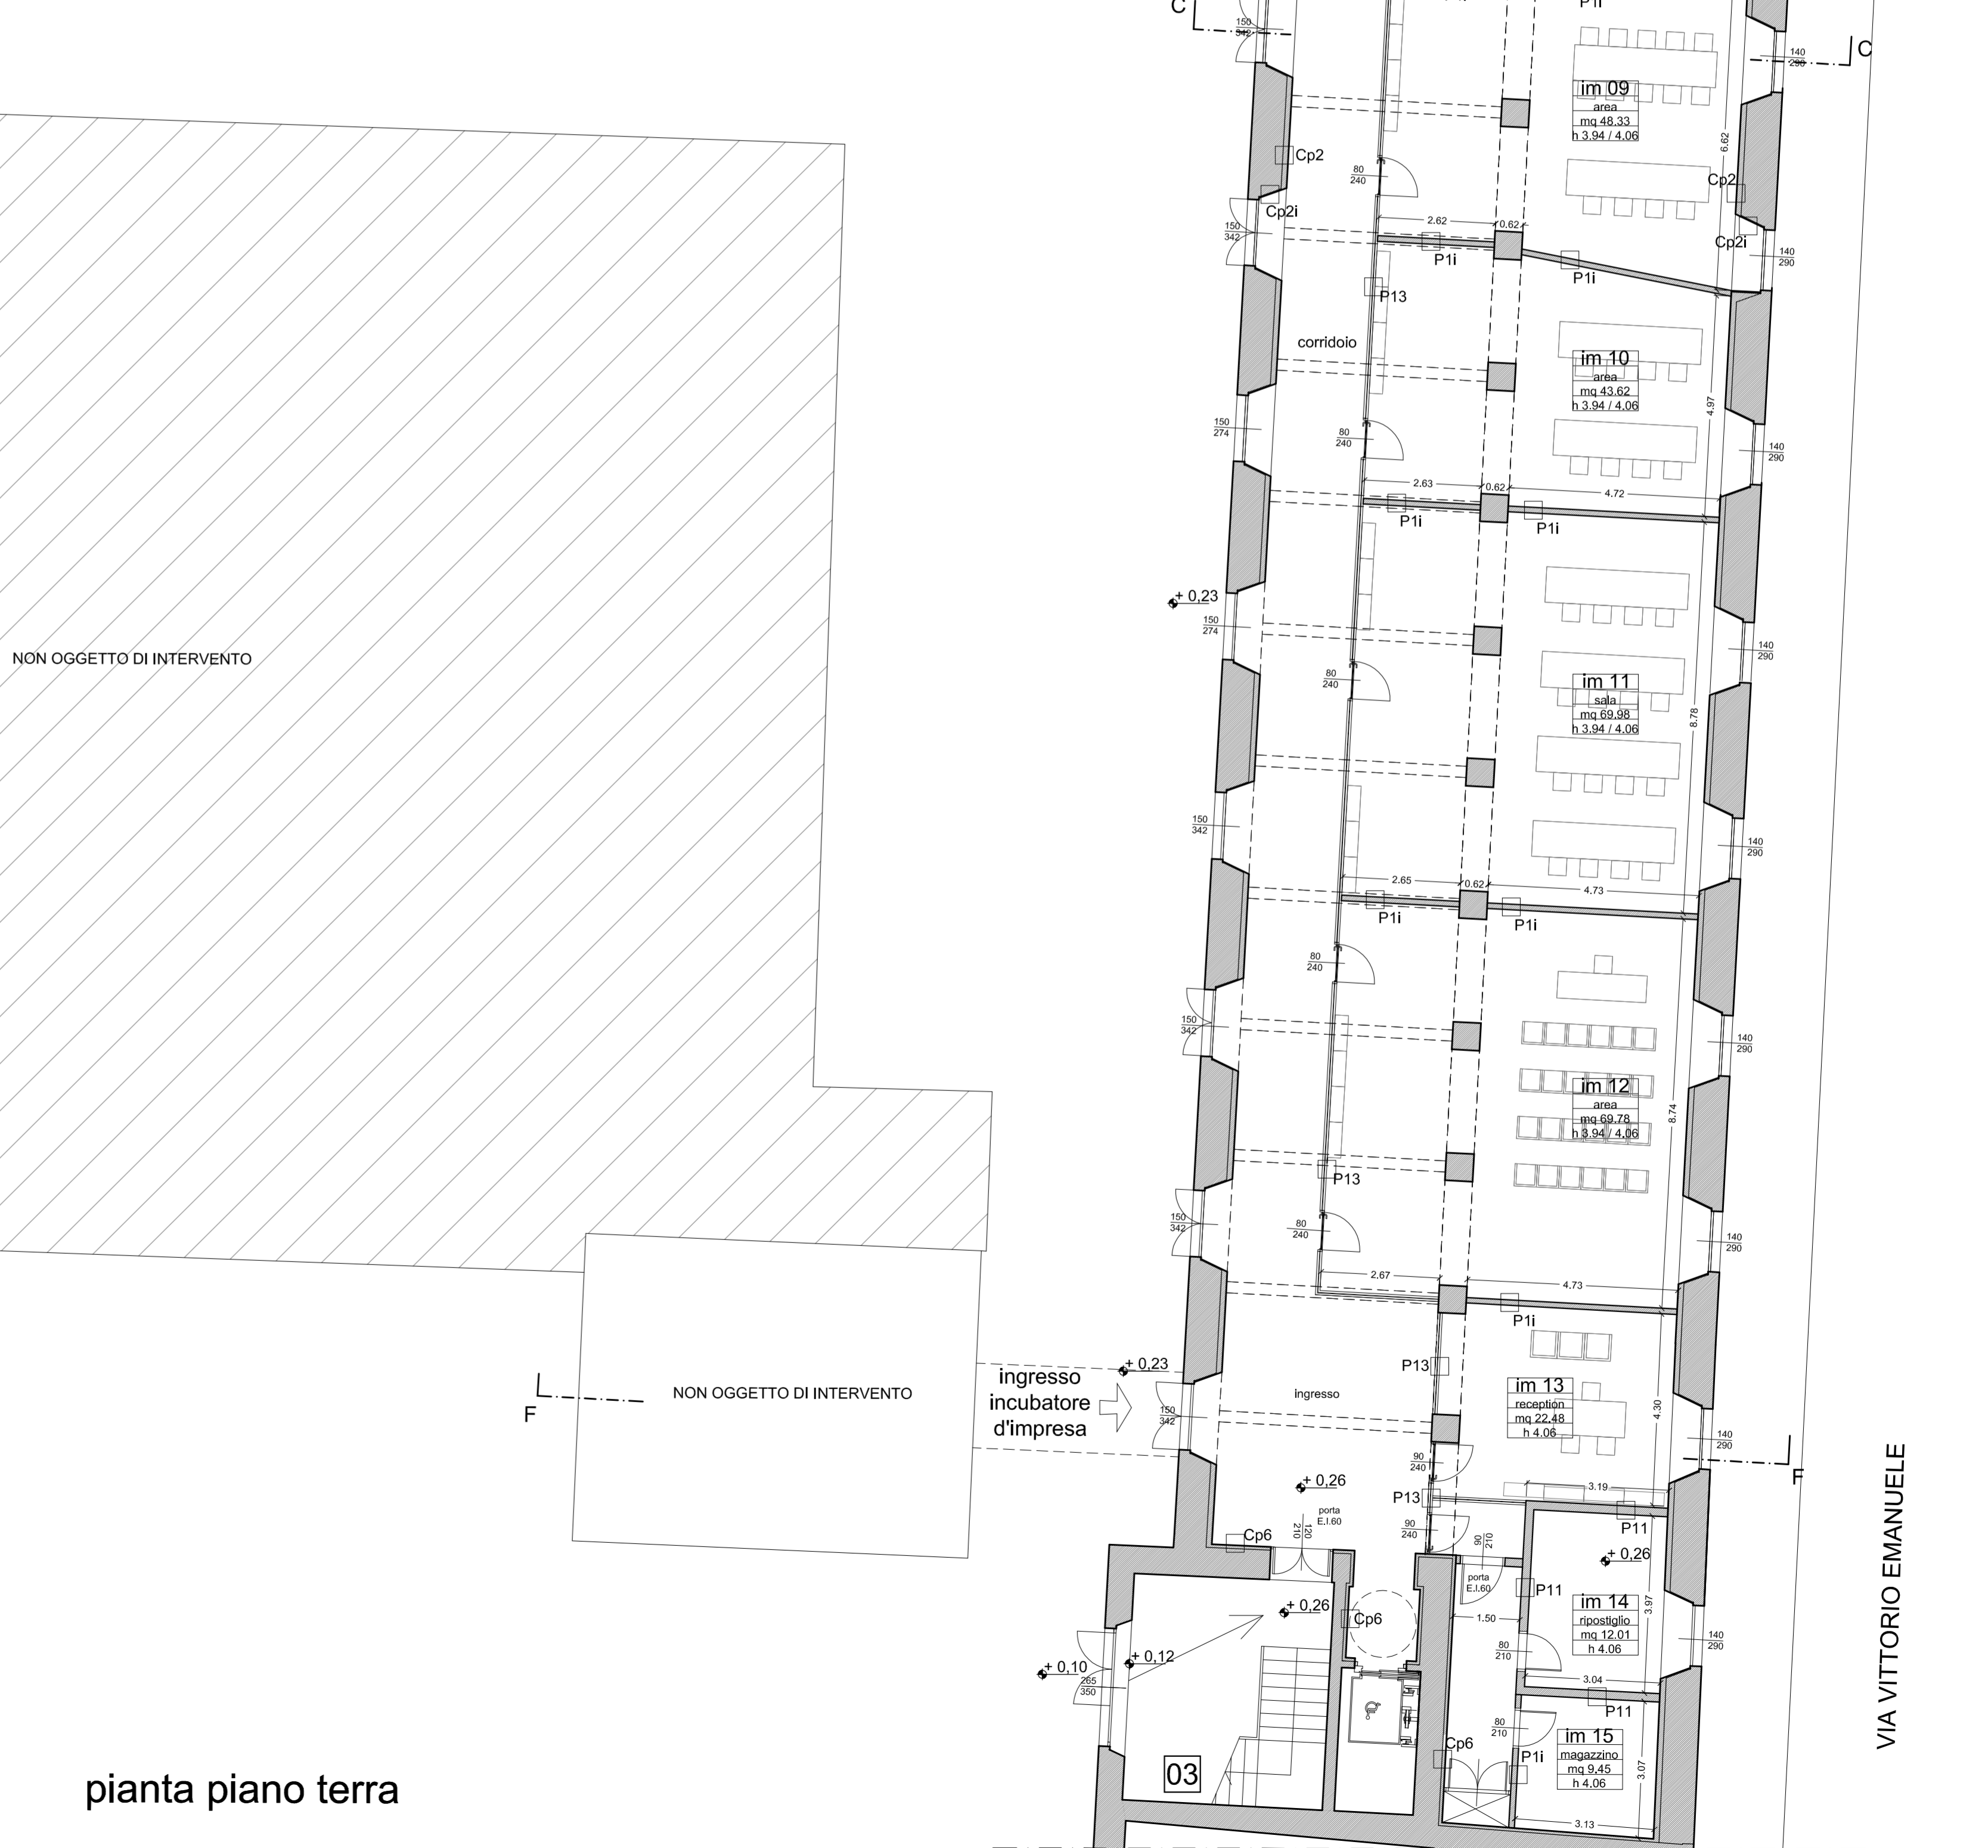 C
150
342
P1i
C
140
290
im 09
area
mq 48.33
h 3.94 / 4.06
6.62
Cp2
80
240
Cp2
Cp2i
150
342
2.62
0.62
Cp2i
140
290
P1i
P1i
P13
corridoio
im 10
area
mq 43.62
h 3.94 / 4.06
4.97
150
274
80
240
140
290
2.63
0.62
4.72
P1i
P1i
+ 0,23
150
274
140
290
NON OGGETTO DI INTERVENTO
80
240
im 11
sala
mq 69.98
h 3.94 / 4.06
8.78
150
342
140
290
2.65
0.62
4.73
P1i
P1i
80
240
150
342
140
290
im 12
area
mq 69.78
h 3.94 / 4.06
8.74
P13
150
342
80
240
140
290
2.67
4.73
P1i
+ 0,23
P13
ingresso
incubatore
d'impresa
NON OGGETTO DI INTERVENTO
F
150
342
ingresso
im 13
reception
mq 22.48
h 4.06
4.30
140
290
F
90
240
+ 0,26
3.19
P13
porta
E.I.60
120
210
P11
90
240
90
210
Cp6
+ 0,26
porta
E.I.60
P11
im 14
ripostiglio
mq 12.01
h 4.06
3.97
+ 0,26
Cp6
1.50
80
210
140
290
+ 0,10
+ 0,12
265
350
3.04
P11
80
210
Cp6
P1i
im 15
magazzino
mq 9.45
h 4.06
3.07
3.13
03
VIA VITTORIO EMANUELE
pianta piano terra